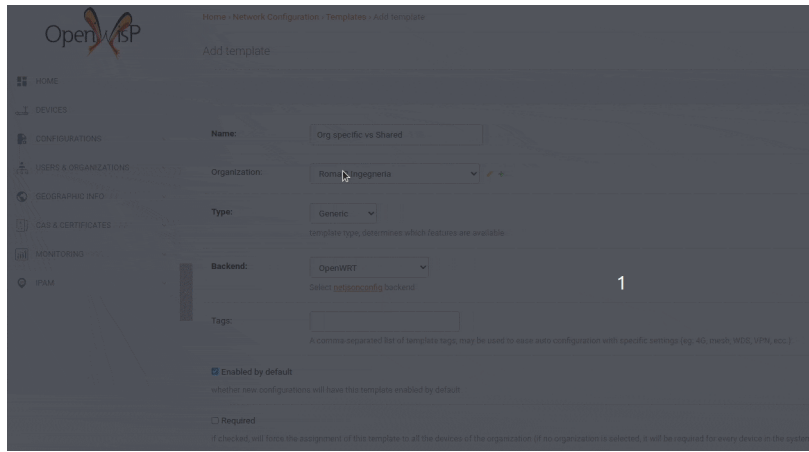 OpenWISP
Home › Network Configuration › Templates › Add template
Add template
HOME
DEVICES
CONFIGURATIONS
USERS & ORGANIZATIONS
GEOGRAPHIC INFO
CAS & CERTIFICATES
MONITORING
IPAM
Name:
Org specific vs Shared
Organization:
Ingegneria
Type:
Generic
template type, determines which features are available
Backend:
OpenWRT
Select netjsonconfig backend
1
Tags:
A comma-separated list of template tags, may be used to ease auto configuration with specific settings (eg: 4G, mesh, WDS, VPN, ecc.)
Enabled by default
whether new configurations will have this template enabled by default
Required
if checked, will force the assignment of this template to all the devices of the organization (if no organization is selected, it will be required for every device in the system